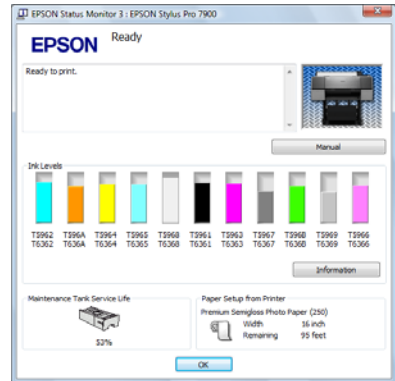 EPSON Status Monitor 3 : EPSON Stylus Pro 7900
EPSON Ready
Ready to print.
Manual
Ink Levels
T5962 T596A T5964 T5965 T5968 T5961 T5963 T5967 T596B T5969 T5966
T6362 T636A T6364 T6365 T6368 T6361 T6363 T6367 T636B T6369 T6366
Information
Maintenance Tank Service Life
53%
Paper Setup from Printer
Premium Semigloss Photo Paper (250)
Width 16 inch
Remaining 95 feet
OK